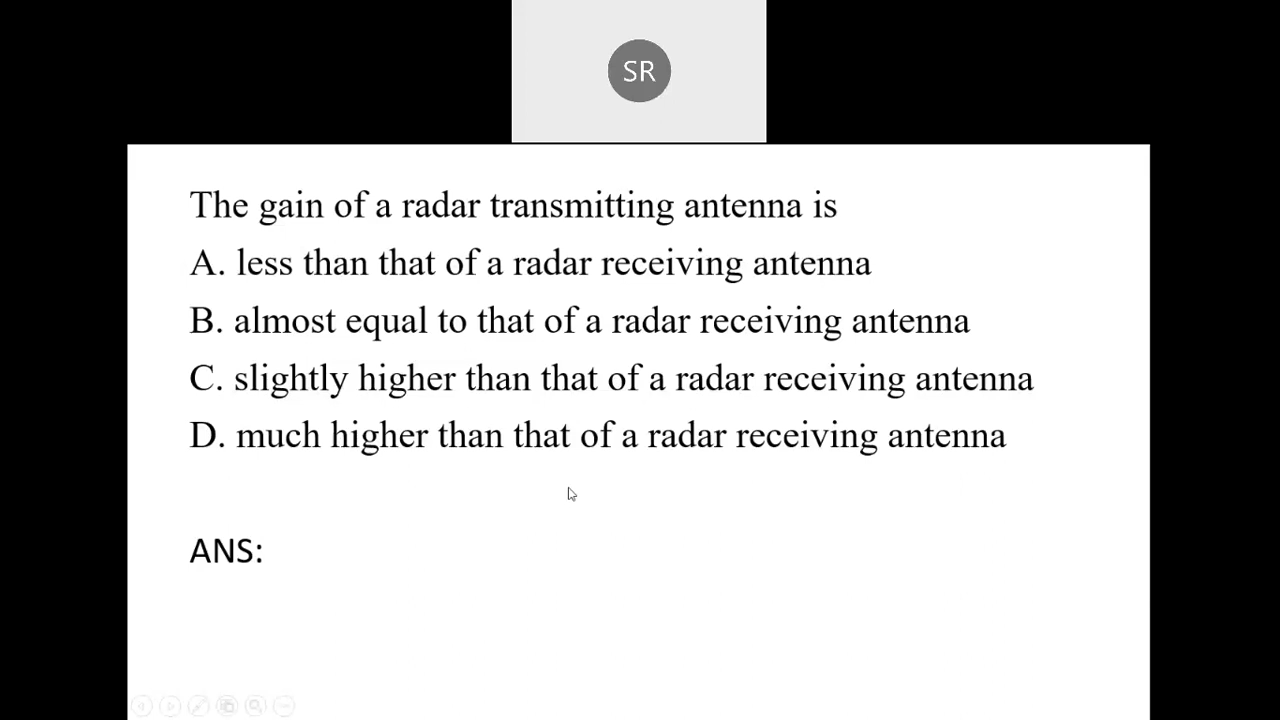 SR
The gain of a radar transmitting antenna is
A. less than that of a radar receiving antenna
B. almost equal to that of a radar receiving antenna
C. slightly higher than that of a radar receiving antenna
D. much higher than that of a radar receiving antenna
ANS: